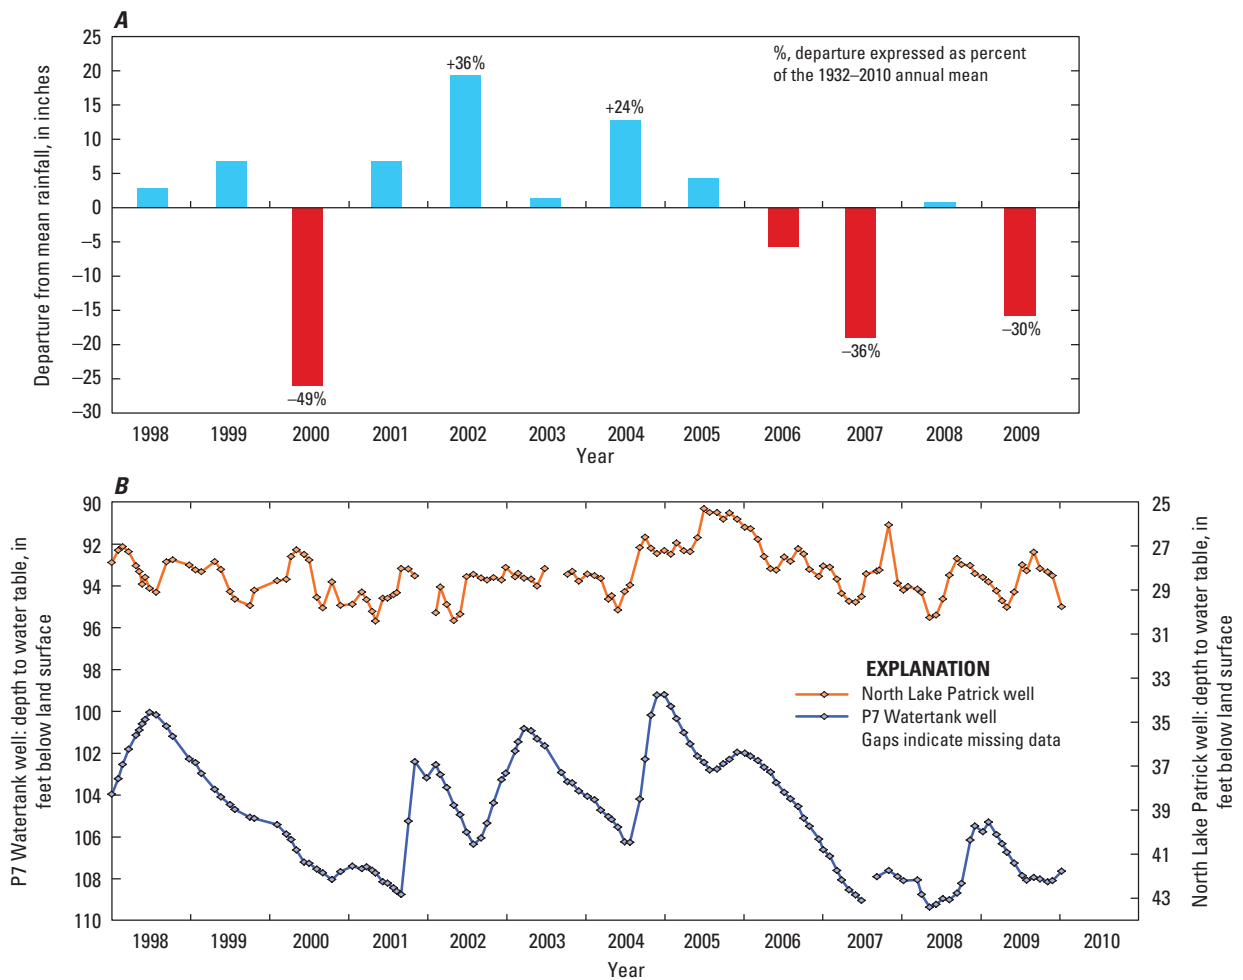 A
%, departure expressed as percent
of the 1932–2010 annual mean
Departure from mean rainfall, in inches
25
20
15
10
5
0
–5
–10
–15
–20
–25
–30
+36%
+24%
–49%
–36%
–30%
1998 1999 2000 2001 2002 2003 2004 2005 2006 2007 2008 2009
Year
B
P7 Watertank well: depth to water table, in
feet below land surface
90
92
94
96
98
100
102
104
106
108
110
EXPLANATION
North Lake Patrick well
P7 Watertank well
Gaps indicate missing data
25
27
29
31
33
35
37
39
41
43
North Lake Patrick well: depth to water table, in
feet below land surface
1998 1999 2000 2001 2002 2003 2004 2005 2006 2007 2008 2009 2010
Year